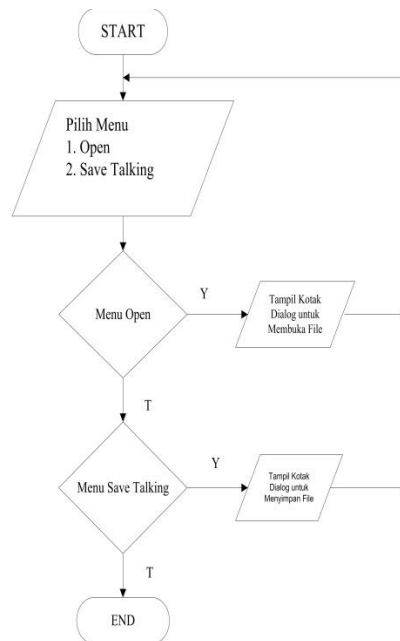 START
Pilih Menu
1. Open
2. Save Talking
Menu Open
Y
Tampil Kotak
Dialog untuk
Membuka File
T
Menu Save Talking
Y
Tampil Kotak
Dialog untuk
Menyimpan File
T
END